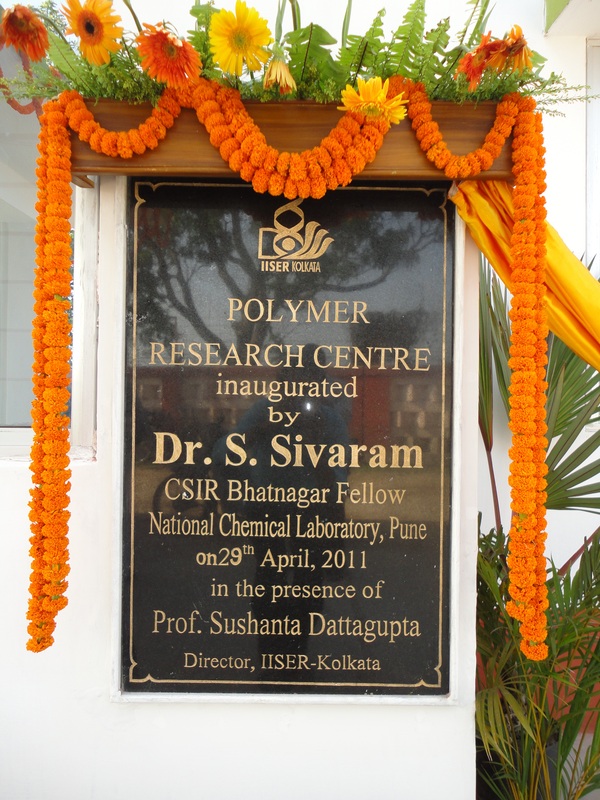 IISER KOLKATA
POLYMER
RESEARCH CENTRE
inaugurated
by
Dr. S. Sivaram
CSIR Bhatnagar Fellow
National Chemical Laboratory, Pune
on29th April, 2011
in the presence of
Prof. Sushanta Dattagupta
Director, IISER-Kolkata